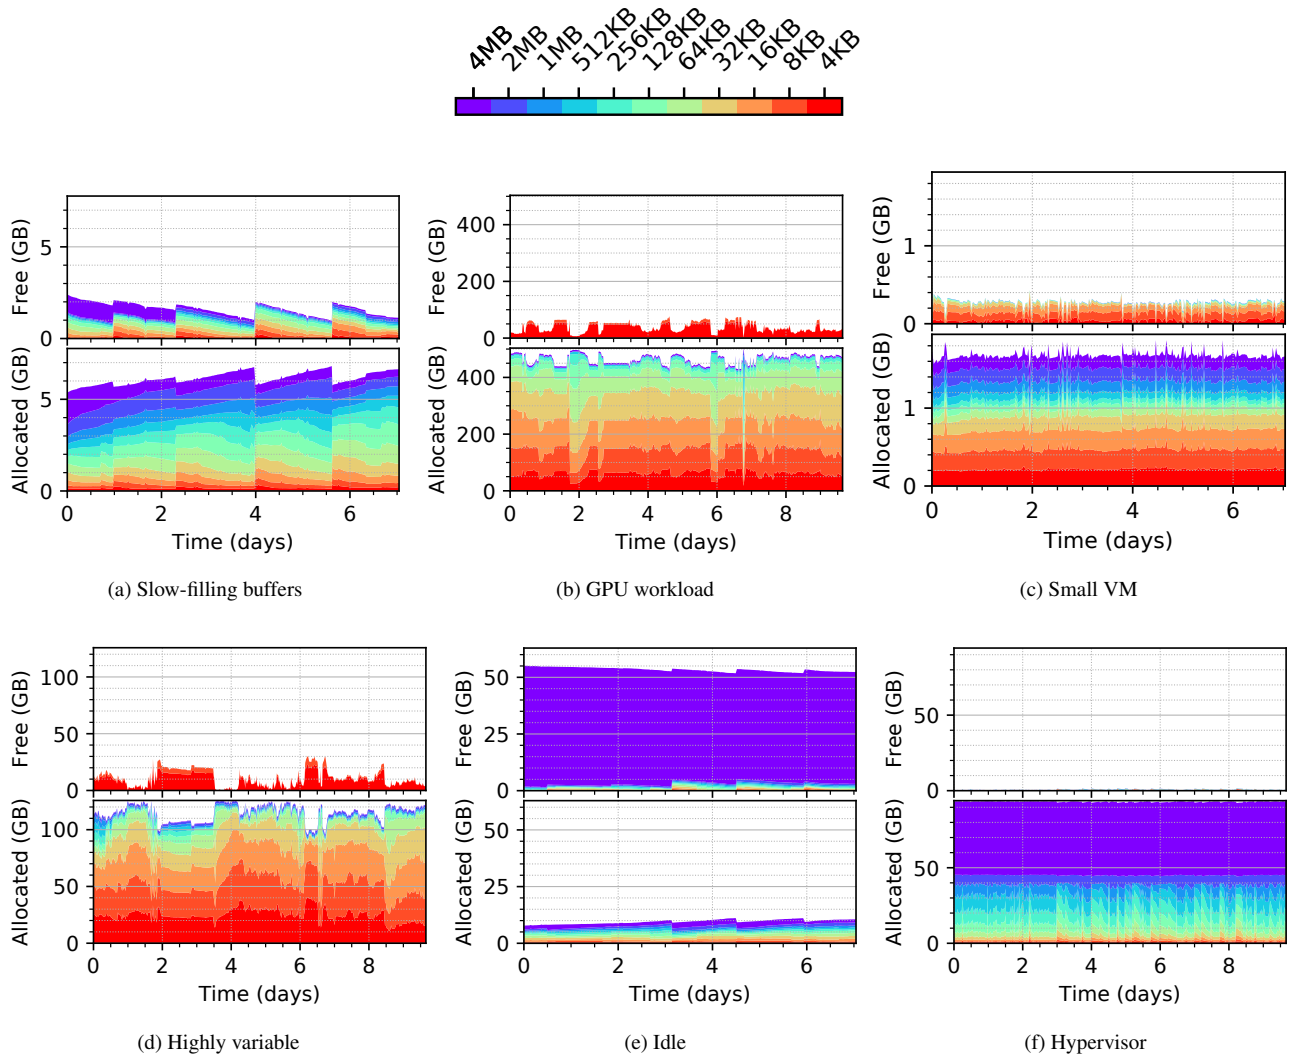 4MB 2MB 1MB 512KB 256KB 128KB 64KB 32KB 16KB 8KB 4KB
Free (GB)
5
0
Allocated (GB)
5
0
0 2 4 6
Time (days)
(a) Slow-filling buffers
Free (GB)
400
200
0
Allocated (GB)
400
200
0
0 2 4 6 8
Time (days)
(b) GPU workload
Free (GB)
1
0
Allocated (GB)
1
0
0 2 4 6
Time (days)
(c) Small VM
Free (GB)
100
50
0
Allocated (GB)
100
50
0
0 2 4 6 8
Time (days)
(d) Highly variable
Free (GB)
50
25
0
Allocated (GB)
50
25
0
0 2 4 6
Time (days)
(e) Idle
Free (GB)
50
0
Allocated (GB)
50
0
0 2 4 6 8
Time (days)
(f) Hypervisor